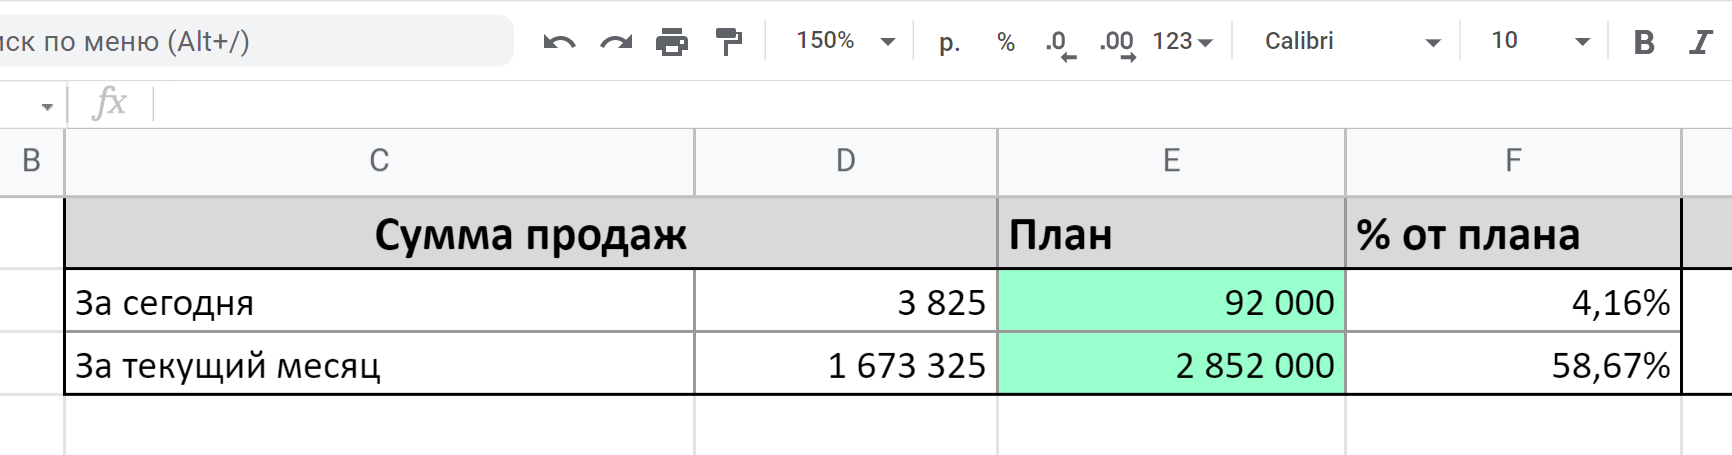 иск по меню (Alt+/) 150% р. % .0 .00 123 Calibri 10 B I
fx
B C D E F
Сумма продаж План % от плана
За сегодня 3 825 92 000 4,16%
За текущий месяц 1 673 325 2 852 000 58,67%